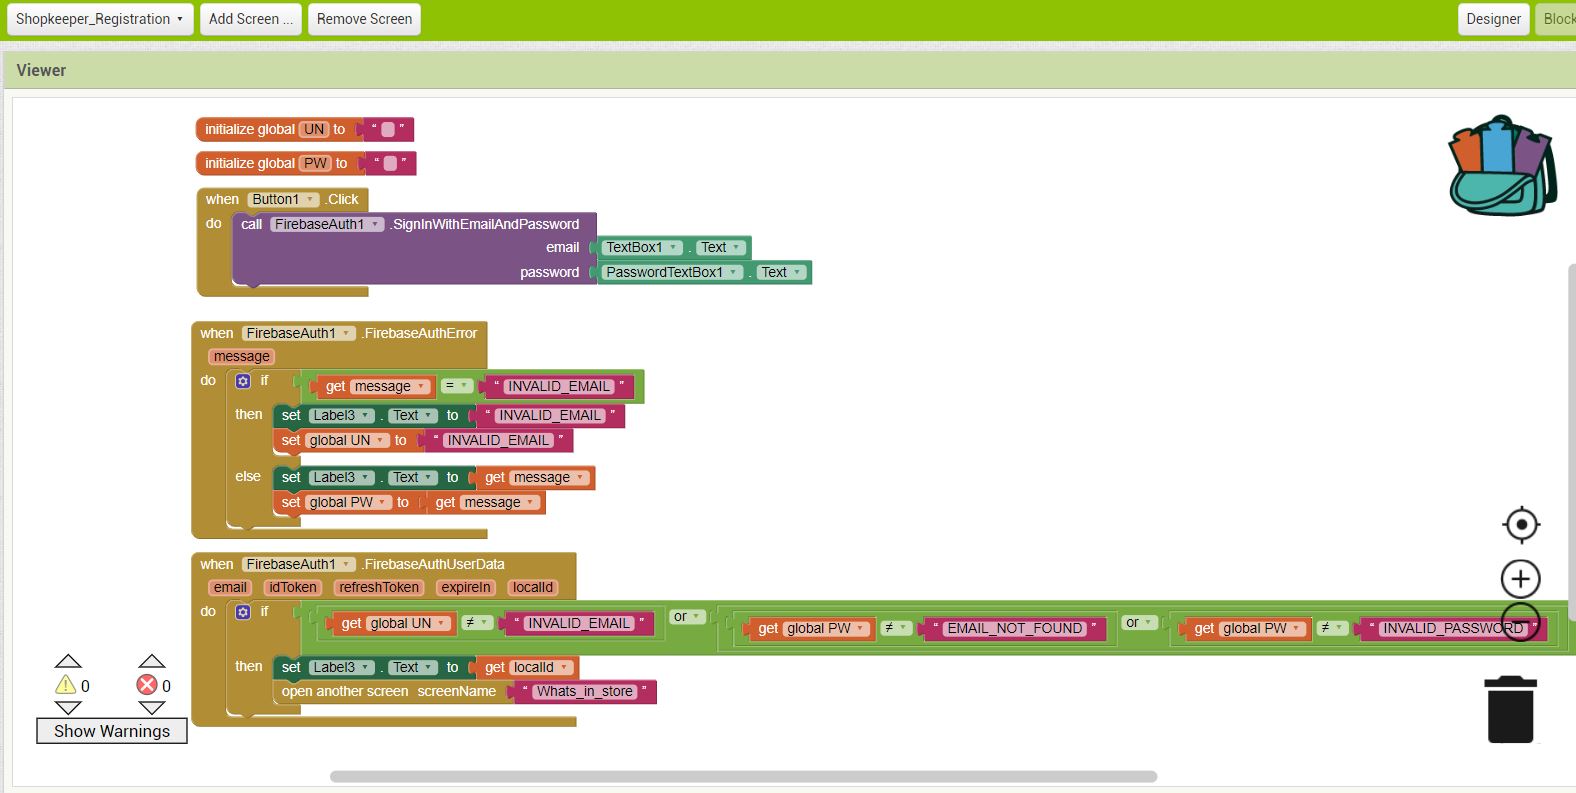 Shopkeeper_Registration Add Screen ... Remove Screen Designer Block
Viewer
initialize global UN to “ ”
initialize global PW to “ ”
when Button1 .Click
do call FirebaseAuth1 .SignInWithEmailAndPassword
email TextBox1 . Text
password PasswordTextBox1 . Text
when FirebaseAuth1 .FirebaseAuthError
message
do if get message = “ INVALID_EMAIL ”
then set Label3 . Text to “ INVALID_EMAIL ”
set global UN to “ INVALID_EMAIL ”
else set Label3 . Text to get message
set global PW to get message
when FirebaseAuth1 .FirebaseAuthUserData
email idToken refreshToken expireIn localId
do if get global UN ≠ “ INVALID_EMAIL ” or get global PW ≠ “ EMAIL_NOT_FOUND ” or get global PW ≠ “ INVALID_PASSWORD ”
then set Label3 . Text to get localId
open another screen screenName “ Whats_in_store ”
0 0
Show Warnings